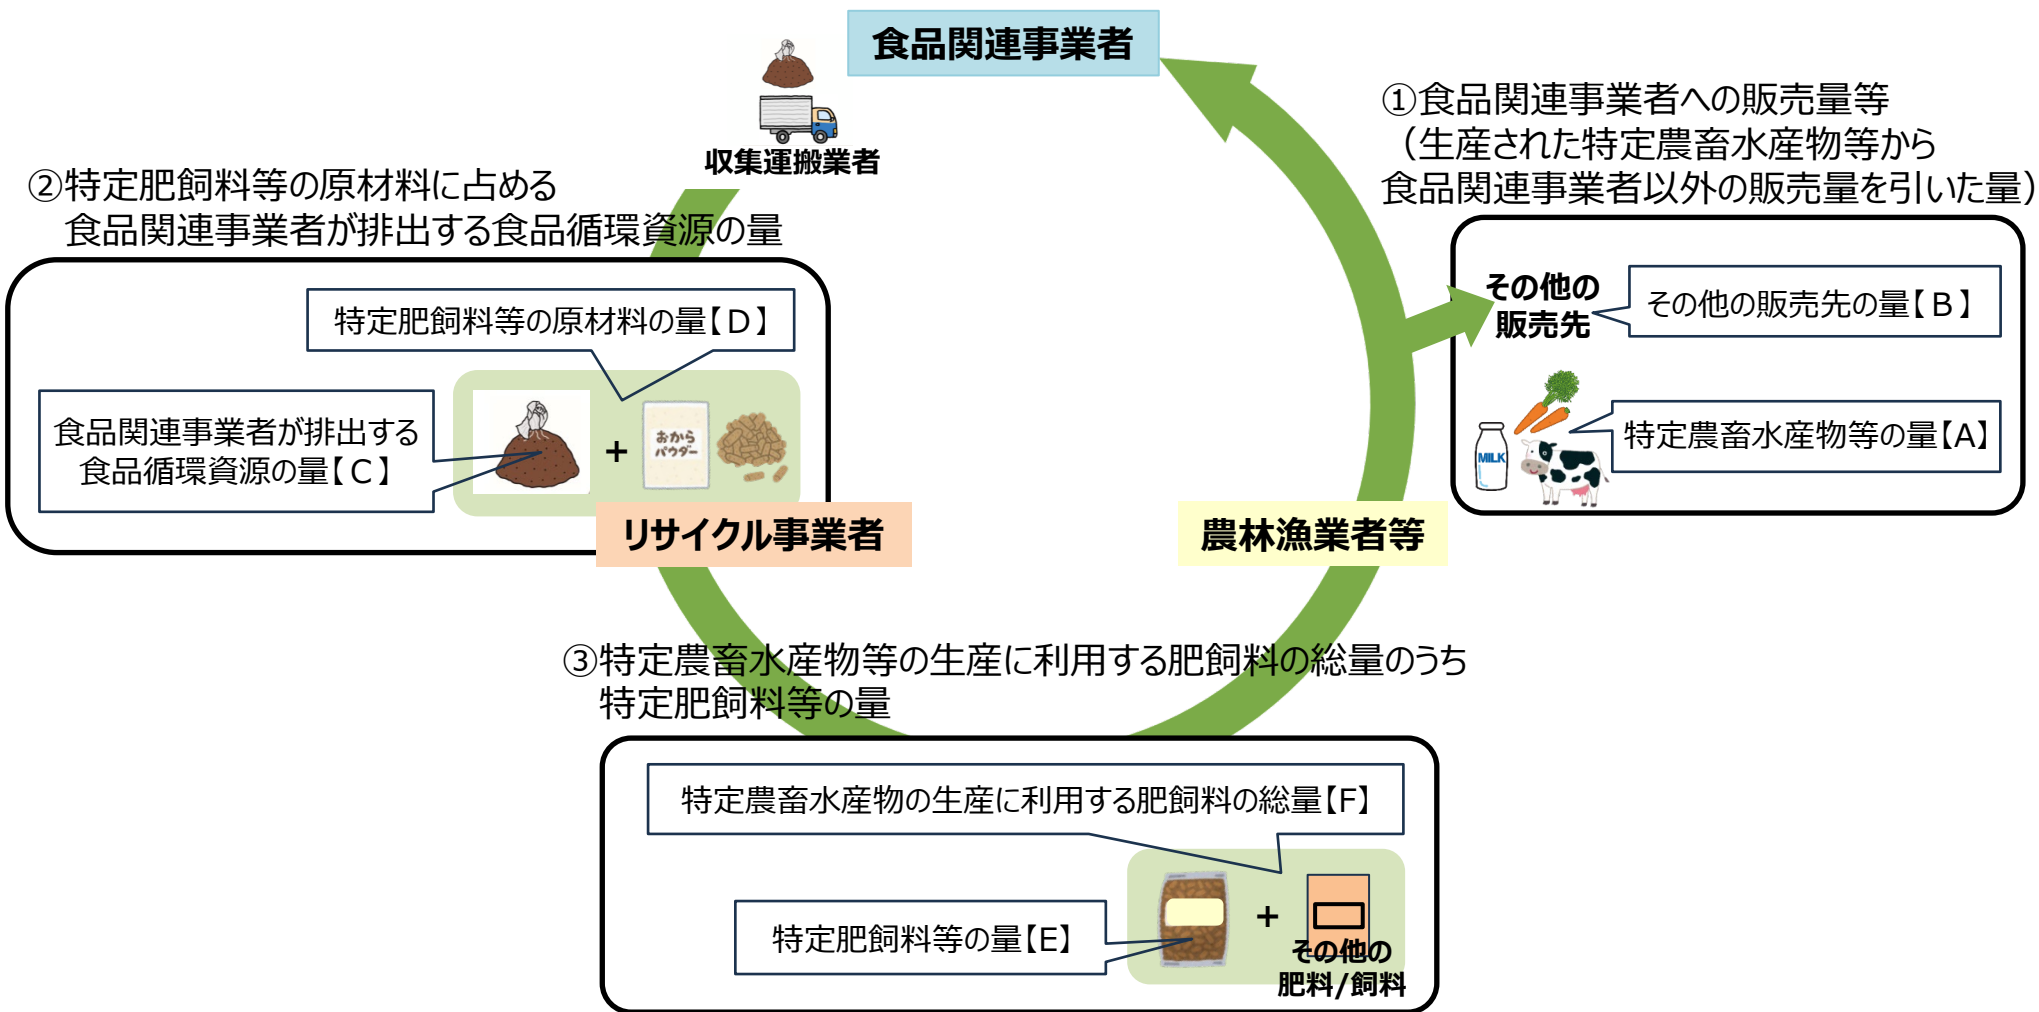 食品関連事業者
収集運搬業者
①食品関連事業者への販売量等
（生産された特定農畜水産物等から
食品関連事業者以外の販売量を引いた量）
その他の
販売先
その他の販売先の量【B】
特定農畜水産物等の量【A】
MILK
②特定肥飼料等の原材料に占める
食品関連事業者が排出する食品循環資源の量
特定肥飼料等の原材料の量【D】
食品関連事業者が排出する
食品循環資源の量【C】
+
おから
パウダー
リサイクル事業者
農林漁業者等
③特定農畜水産物等の生産に利用する肥飼料の総量のうち
特定肥飼料等の量
特定農畜水産物の生産に利用する肥飼料の総量【F】
特定肥飼料等の量【E】
+
その他の
肥料/飼料